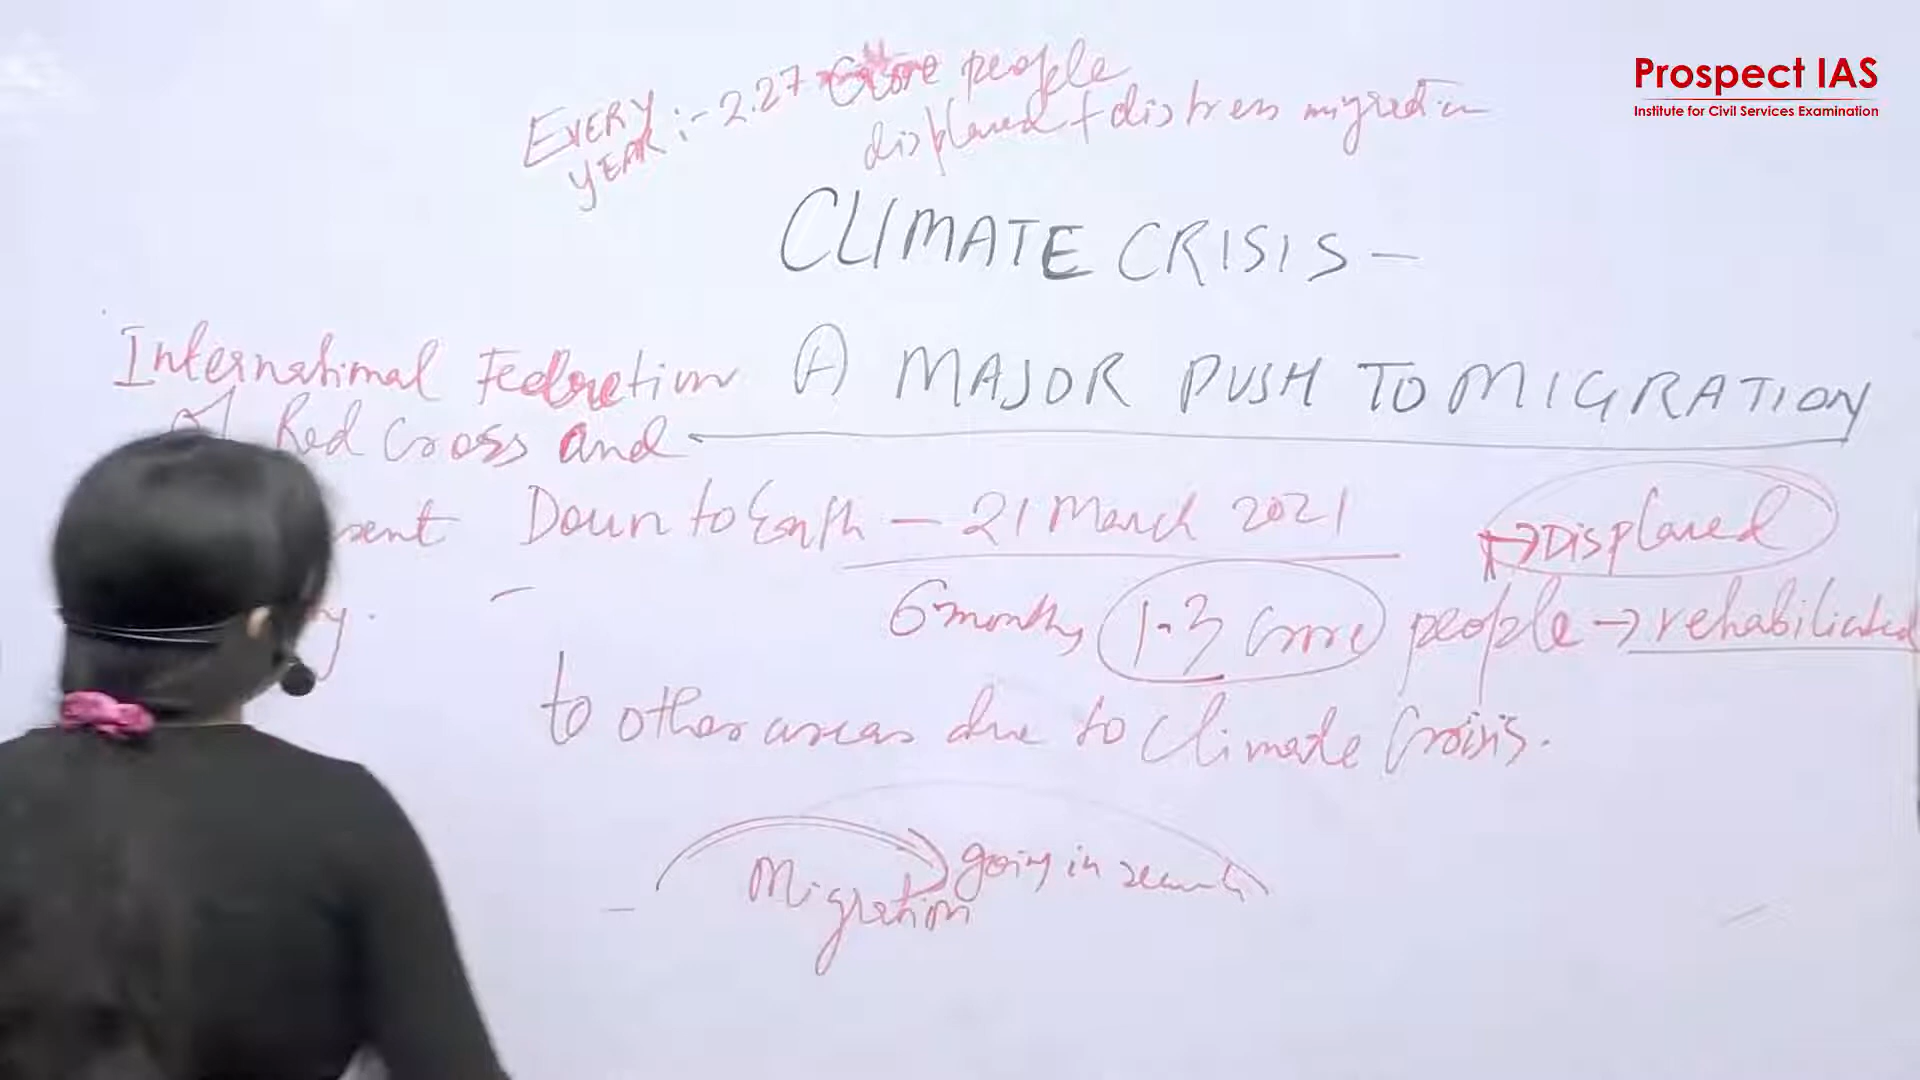 EVERY YEAR :- 2.27 Crore people
displaced + distress migration
Prospect IAS
Institute for Civil Services Examination
CLIMATE CRISIS -
A MAJOR PUSH TO MIGRATION
International Federation
of Red Cross and
Down to Earth - 21 March 2021
→ Displaced
6 months 1.3 Crore people → rehabiliated
to other areas due to climate Crisis.
Migration
going in search